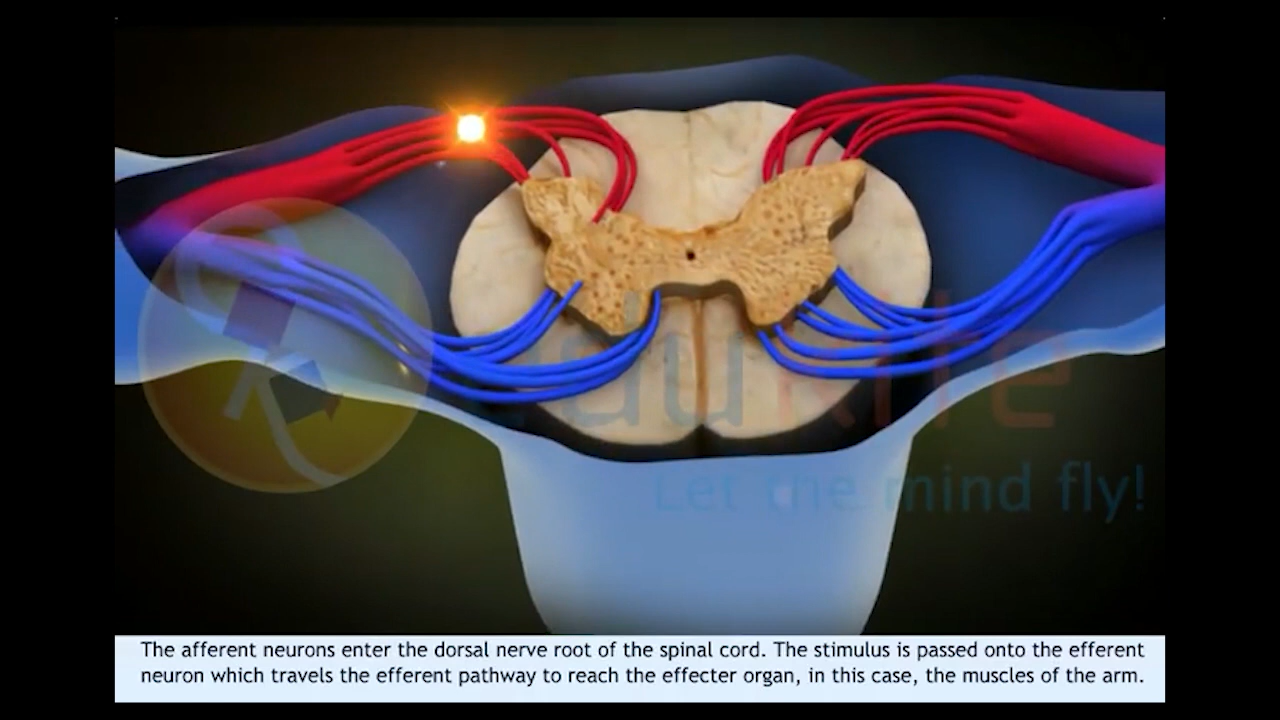 eduRite
Let the mind fly!
The afferent neurons enter the dorsal nerve root of the spinal cord. The stimulus is passed onto the efferent
neuron which travels the efferent pathway to reach the effecter organ, in this case, the muscles of the arm.